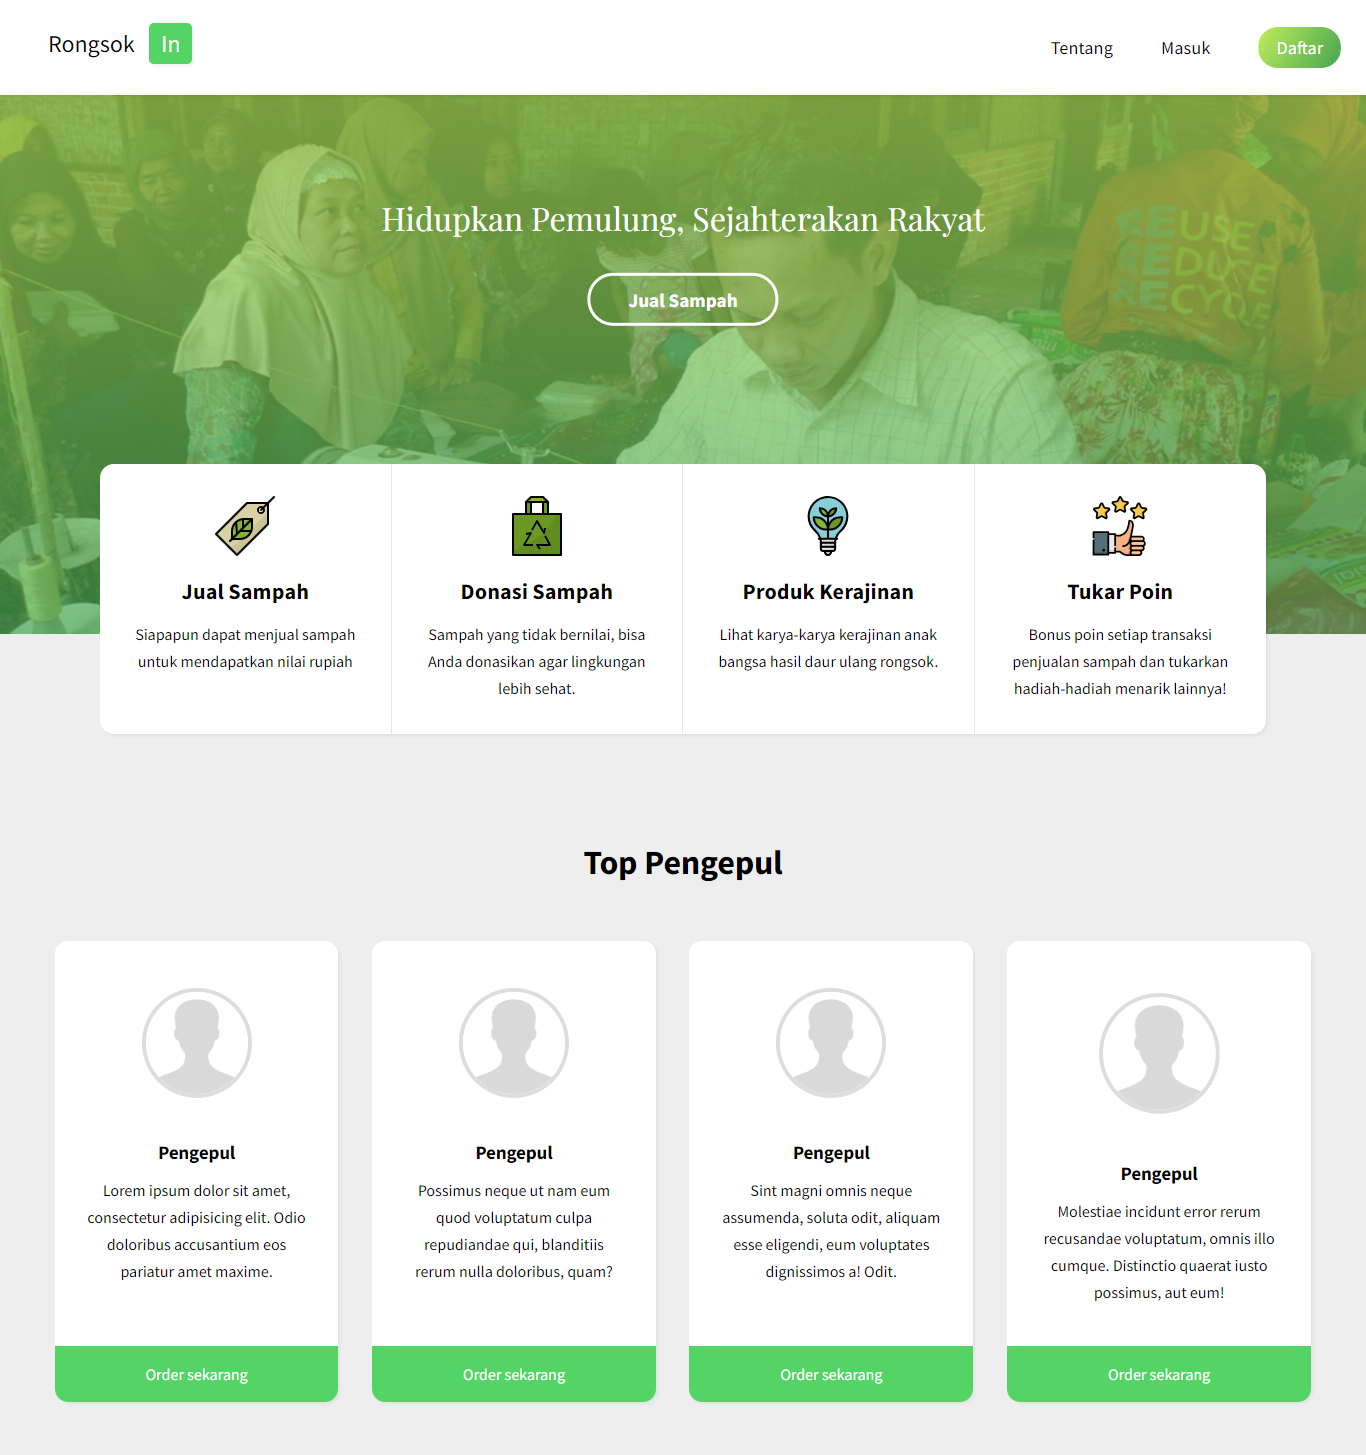 Rongsok In
Tentang Masuk Daftar
Hidupkan Pemulung, Sejahterakan Rakyat
Jual Sampah
REUSE
REDUCE
RECYCLE
Jual Sampah
Siapapun dapat menjual sampah
untuk mendapatkan nilai rupiah
Donasi Sampah
Sampah yang tidak bernilai, bisa
Anda donasikan agar lingkungan
lebih sehat.
Produk Kerajinan
Lihat karya-karya kerajinan anak
bangsa hasil daur ulang rongsok.
Tukar Poin
Bonus poin setiap transaksi
penjualan sampah dan tukarkan
hadiah-hadiah menarik lainnya!
Top Pengepul
Pengepul
Lorem ipsum dolor sit amet,
consectetur adipisicing elit. Odio
doloribus accusantium eos
pariatur amet maxime.
Order sekarang
Pengepul
Possimus neque ut nam eum
quod voluptatum culpa
repudiandae qui, blanditiis
rerum nulla doloribus, quam?
Order sekarang
Pengepul
Sint magni omnis neque
assumenda, soluta odit, aliquam
esse eligendi, eum voluptates
dignissimos a! Odit.
Order sekarang
Pengepul
Molestiae incidunt error rerum
recusandae voluptatum, omnis illo
cumque. Distinctio quaerat iusto
possimus, aut eum!
Order sekarang